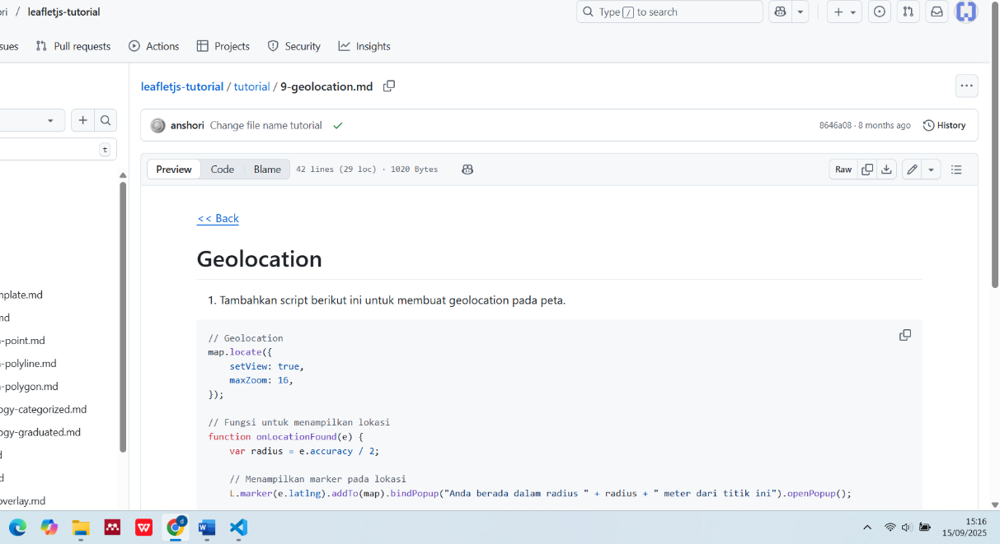 ori / leafletjs-tutorial
Type / to search
sues Pull requests Actions Projects Security Insights
leafletjs-tutorial / tutorial / 9-geolocation.md
anshori Change file name tutorial
8646a08 · 8 months ago History
t
Preview Code Blame 42 lines (29 loc) · 1020 Bytes
Raw
<< Back
Geolocation
1. Tambahkan script berikut ini untuk membuat geolocation pada peta.
// Geolocation
map.locate({
setView: true,
maxZoom: 16,
});
// Fungsi untuk menampilkan lokasi
function onLocationFound(e) {
var radius = e.accuracy / 2;
// Menampilkan marker pada lokasi
L.marker(e.latlng).addTo(map).bindPopup("Anda berada dalam radius " + radius + " meter dari titik ini").openPopup();
mplate.md
md
-point.md
-polyline.md
-polygon.md
ogy-categorized.md
ogy-graduated.md
d
d
overlay.md
15:16
15/09/2025